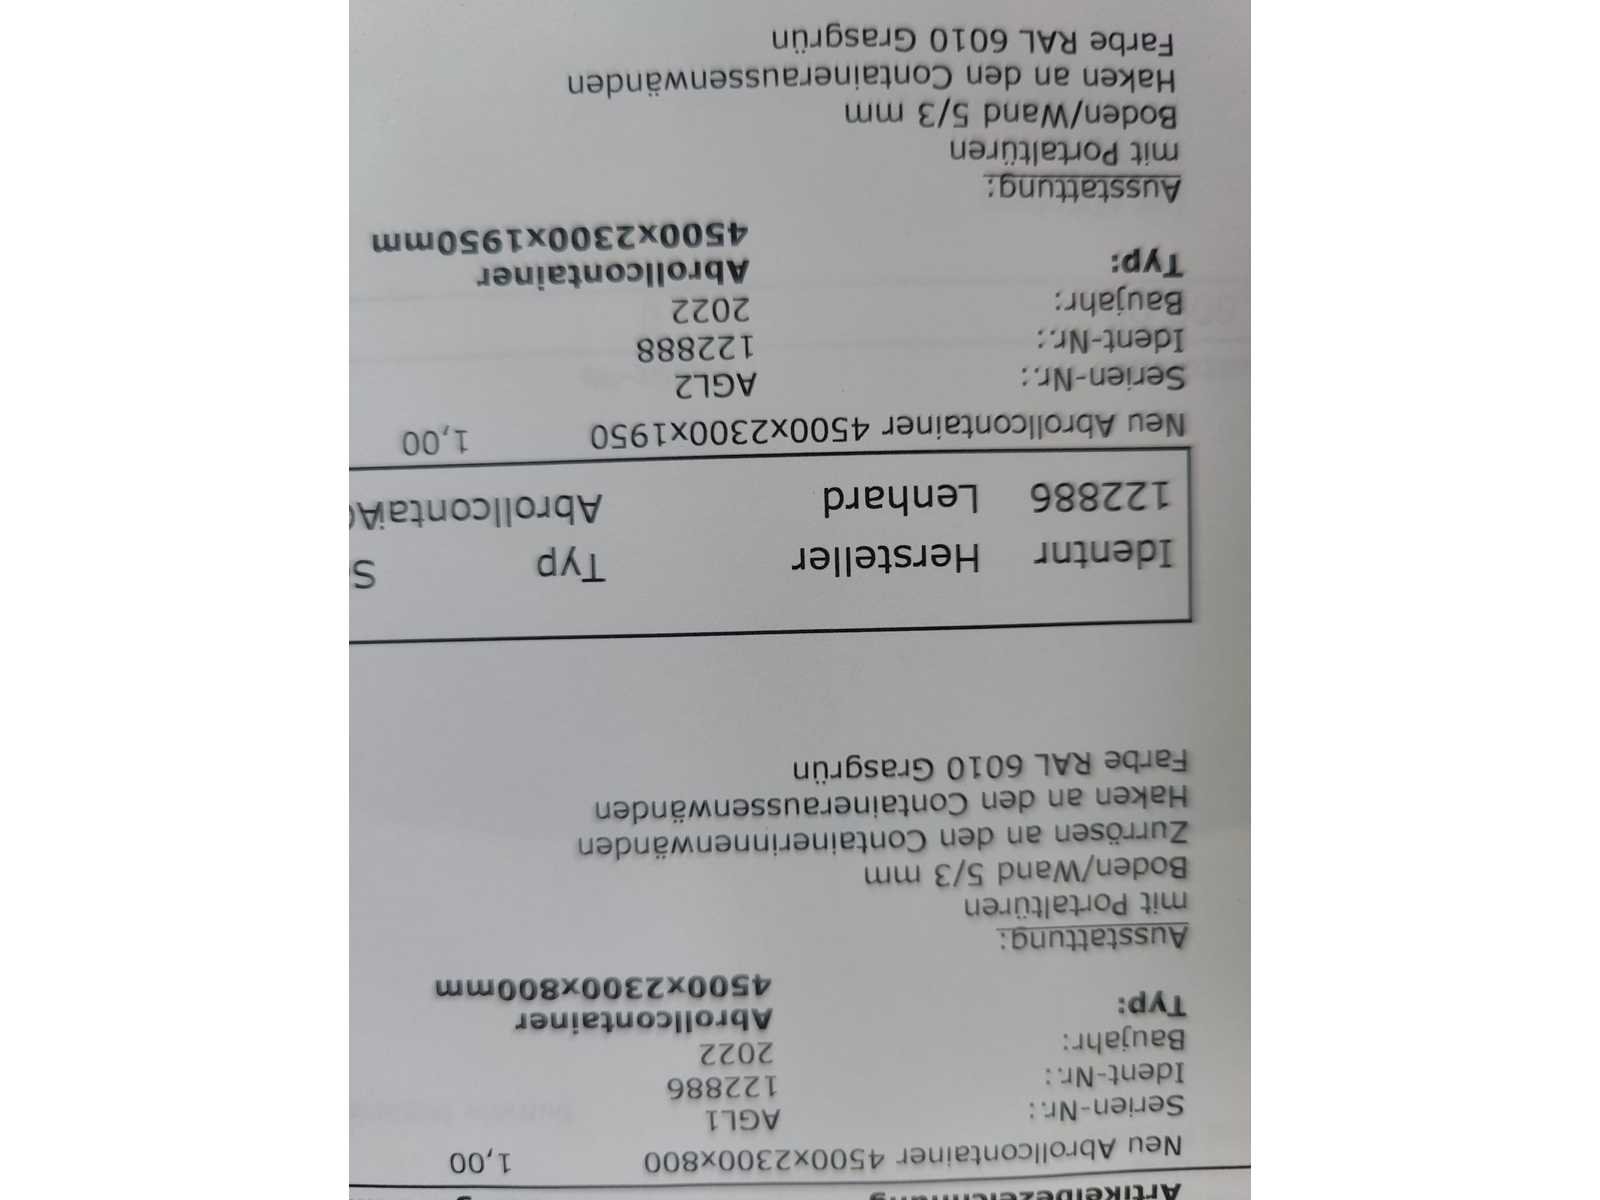 Artikelbezeichnung
Neu Abrollcontainer 4500x2300x800 1,00
Serien-Nr.: AGL1
Ident-Nr.: 122886
Baujahr: 2022
Typ: Abrollcontainer
4500x2300x800mm
Ausstattung:
mit Portaltüren
Boden/Wand 5/3 mm
Zurrösen an den Containerinnenwänden
Haken an den Containeraussenwänden
Farbe RAL 6010 Grasgrün
Identnr Hersteller Typ
122886 Lenhard Abrollcontai
Neu Abrollcontainer 4500x2300x1950 1,00
Serien-Nr.: AGL2
Ident-Nr.: 122888
Baujahr: 2022
Typ: Abrollcontainer
4500x2300x1950mm
Ausstattung:
mit Portaltüren
Boden/Wand 5/3 mm
Haken an den Containeraussenwänden
Farbe RAL 6010 Grasgrün